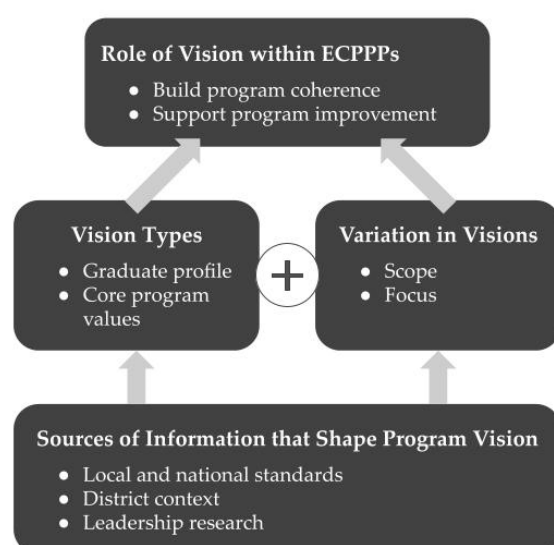 Role of Vision within ECPPPs
● Build program coherence
● Support program improvement
Vision Types
● Graduate profile
● Core program
values
+
Variation in Visions
● Scope
● Focus
Sources of Information that Shape Program Vision
● Local and national standards
● District context
● Leadership research